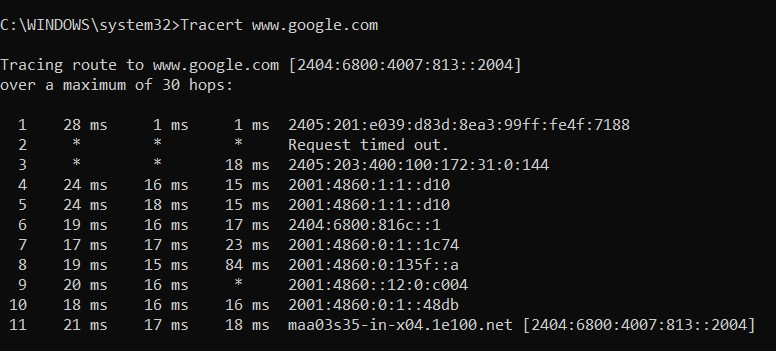 C:\WINDOWS\system32>Tracert www.google.com
Tracing route to www.google.com [2404:6800:4007:813::2004]
over a maximum of 30 hops:
1 28 ms 1 ms 1 ms 2405:201:e039:d83d:8ea3:99ff:fe4f:7188
2 * * * Request timed out.
3 * * 18 ms 2405:203:400:100:172:31:0:144
4 24 ms 16 ms 15 ms 2001:4860:1:1::d10
5 24 ms 18 ms 15 ms 2001:4860:1:1::d10
6 19 ms 16 ms 17 ms 2404:6800:816c::1
7 17 ms 17 ms 23 ms 2001:4860:0:1::1c74
8 19 ms 15 ms 84 ms 2001:4860:0:135f::a
9 20 ms 16 ms * 2001:4860::12:0:c004
10 18 ms 16 ms 16 ms 2001:4860:0:1::48db
11 21 ms 17 ms 18 ms maa03s35-in-x04.1e100.net [2404:6800:4007:813::2004]